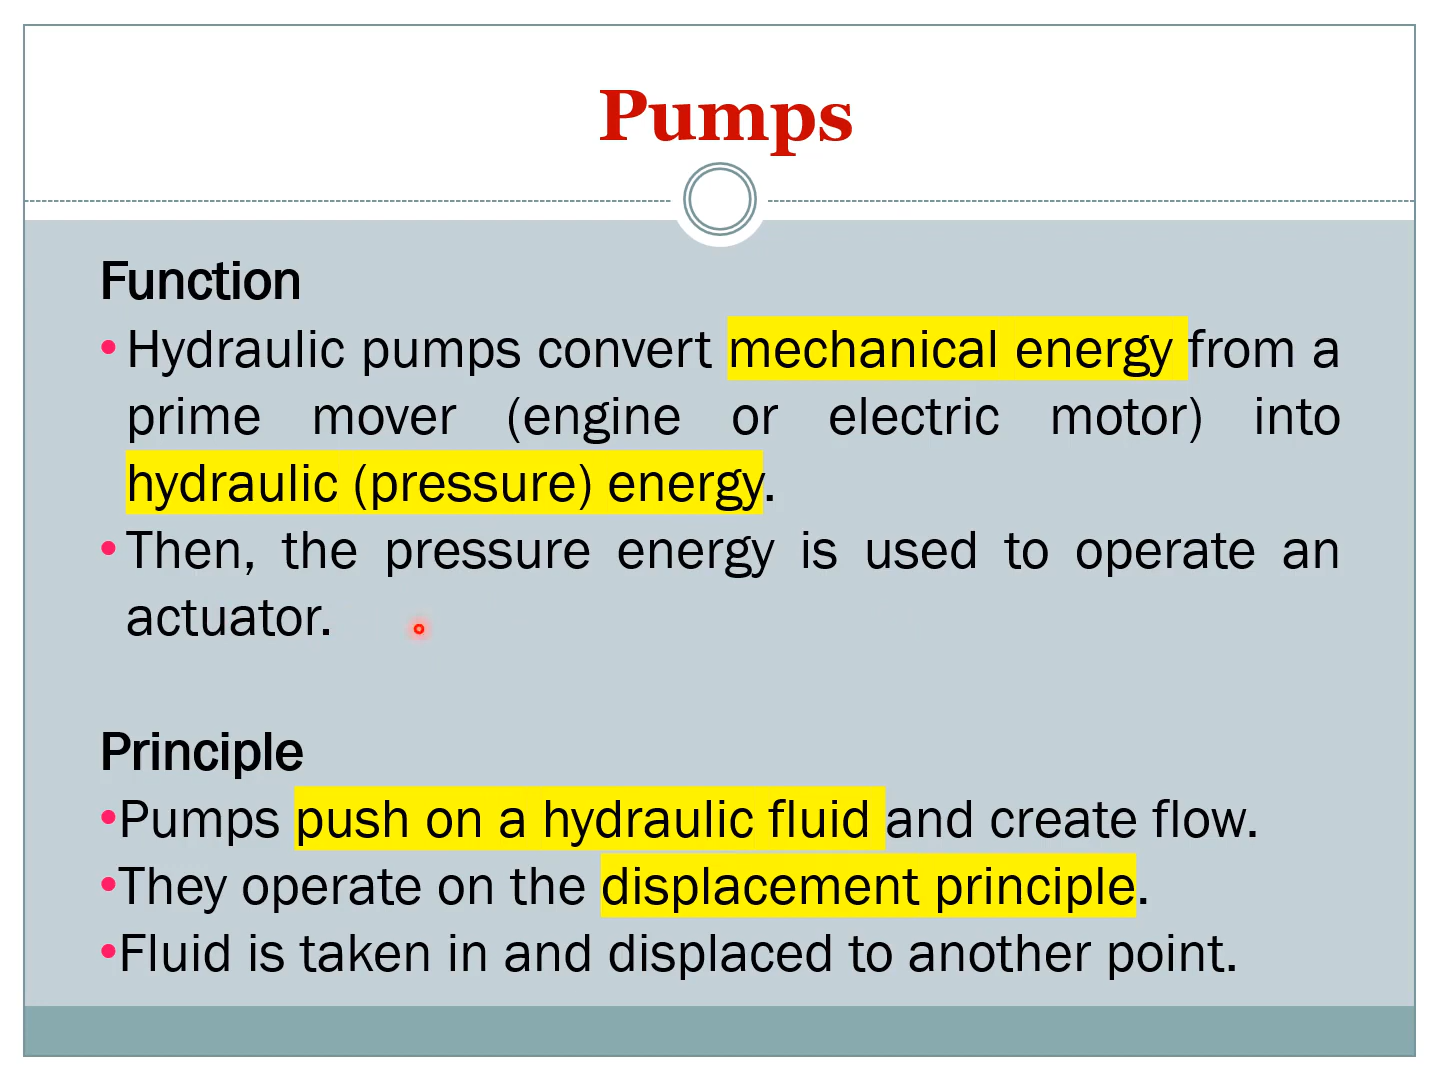 Pumps
Function
• Hydraulic pumps convert mechanical energy from a
prime mover (engine or electric motor) into
hydraulic (pressure) energy.
• Then, the pressure energy is used to operate an
actuator.
Principle
•Pumps push on a hydraulic fluid and create flow.
•They operate on the displacement principle.
•Fluid is taken in and displaced to another point.